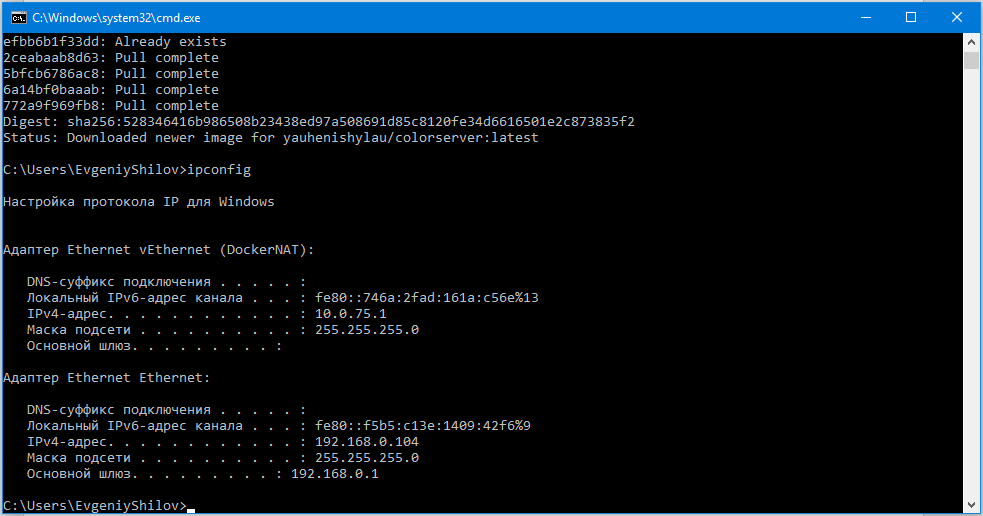 C:\Windows\system32\cmd.exe
efbb6b1f33dd: Already exists
2ceabaab8d63: Pull complete
5bfcb6786ac8: Pull complete
6a14bf0baaab: Pull complete
772a9f969fb8: Pull complete
Digest: sha256:528346416b986508b23438ed97a508691d85c8120fe34d6616501e2c873835f2
Status: Downloaded newer image for yauhenishylau/colorserver:latest
C:\Users\EvgeniyShilov>ipconfig
Настройка протокола IP для Windows
Адаптер Ethernet vEthernet (DockerNAT):
DNS-суффикс подключения . . . . . :
Локальный IPv6-адрес канала . . . : fe80::746a:2fad:161a:c56e%13
IPv4-адрес. . . . . . . . . . . . : 10.0.75.1
Маска подсети . . . . . . . . . . : 255.255.255.0
Основной шлюз. . . . . . . . . :
Адаптер Ethernet Ethernet:
DNS-суффикс подключения . . . . . :
Локальный IPv6-адрес канала . . . : fe80::f5b5:c13e:1409:42f6%9
IPv4-адрес. . . . . . . . . . . . : 192.168.0.104
Маска подсети . . . . . . . . . . : 255.255.255.0
Основной шлюз. . . . . . . . . : 192.168.0.1
C:\Users\EvgeniyShilov>